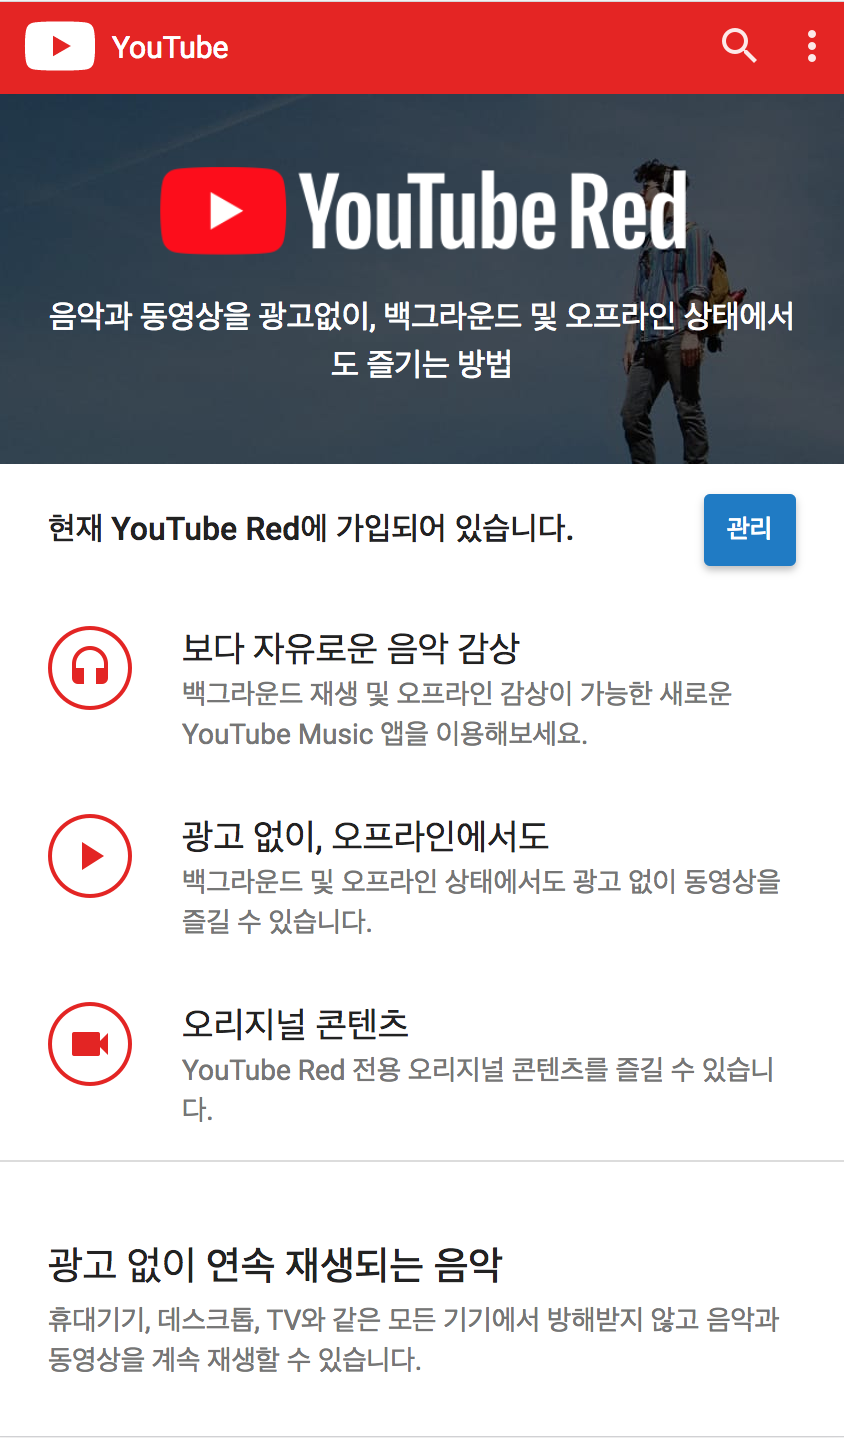 YouTube
YouTube Red
음악과 동영상을 광고없이, 백그라운드 및 오프라인 상태에서
도 즐기는 방법
현재 YouTube Red에 가입되어 있습니다.
관리
보다 자유로운 음악 감상
백그라운드 재생 및 오프라인 감상이 가능한 새로운
YouTube Music 앱을 이용해보세요.
광고 없이, 오프라인에서도
백그라운드 및 오프라인 상태에서도 광고 없이 동영상을
즐길 수 있습니다.
오리지널 콘텐츠
YouTube Red 전용 오리지널 콘텐츠를 즐길 수 있습니
다.
광고 없이 연속 재생되는 음악
휴대기기, 데스크톱, TV와 같은 모든 기기에서 방해받지 않고 음악과
동영상을 계속 재생할 수 있습니다.